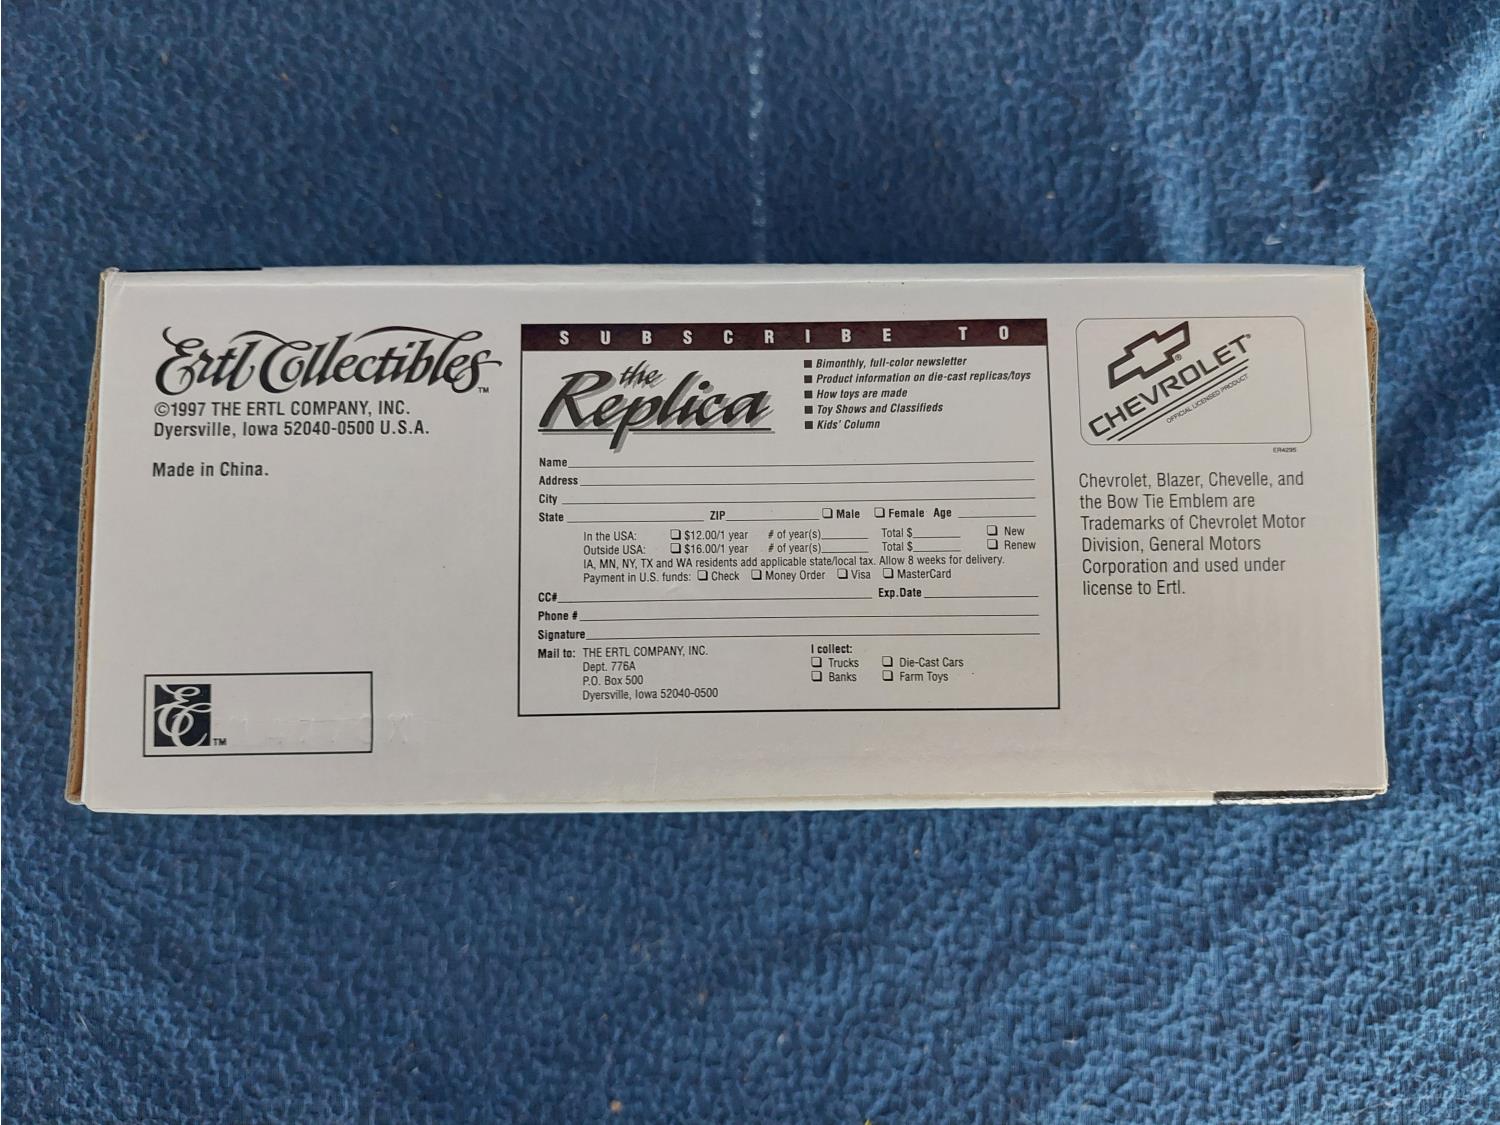 Ertl Collectibles™
©1997 THE ERTL COMPANY, INC.
Dyersville, Iowa 52040-0500 U.S.A.
Made in China.
EC™
SUBSCRIBE TO
the
Replica
■ Bimonthly, full-color newsletter
■ Product information on die-cast replicas/toys
■ How toys are made
■ Toy Shows and Classifieds
■ Kids' Column
Name
Address
City
State ZIP ❑ Male ❑ Female Age
In the USA: ❑ $12.00/1 year # of year(s) Total $ ❑ New
Outside USA: ❑ $16.00/1 year # of year(s) Total $ ❑ Renew
IA, MN, NY, TX and WA residents add applicable state/local tax. Allow 8 weeks for delivery.
Payment in U.S. funds: ❑ Check ❑ Money Order ❑ Visa ❑ MasterCard
CC# Exp.Date
Phone #
Signature
Mail to: THE ERTL COMPANY, INC.
Dept. 776A
P.O. Box 500
Dyersville, Iowa 52040-0500
I collect:
❑ Trucks ❑ Die-Cast Cars
❑ Banks ❑ Farm Toys
®
CHEVROLET®
OFFICIAL LICENSED PRODUCT
ER4295
Chevrolet, Blazer, Chevelle, and
the Bow Tie Emblem are
Trademarks of Chevrolet Motor
Division, General Motors
Corporation and used under
license to Ertl.